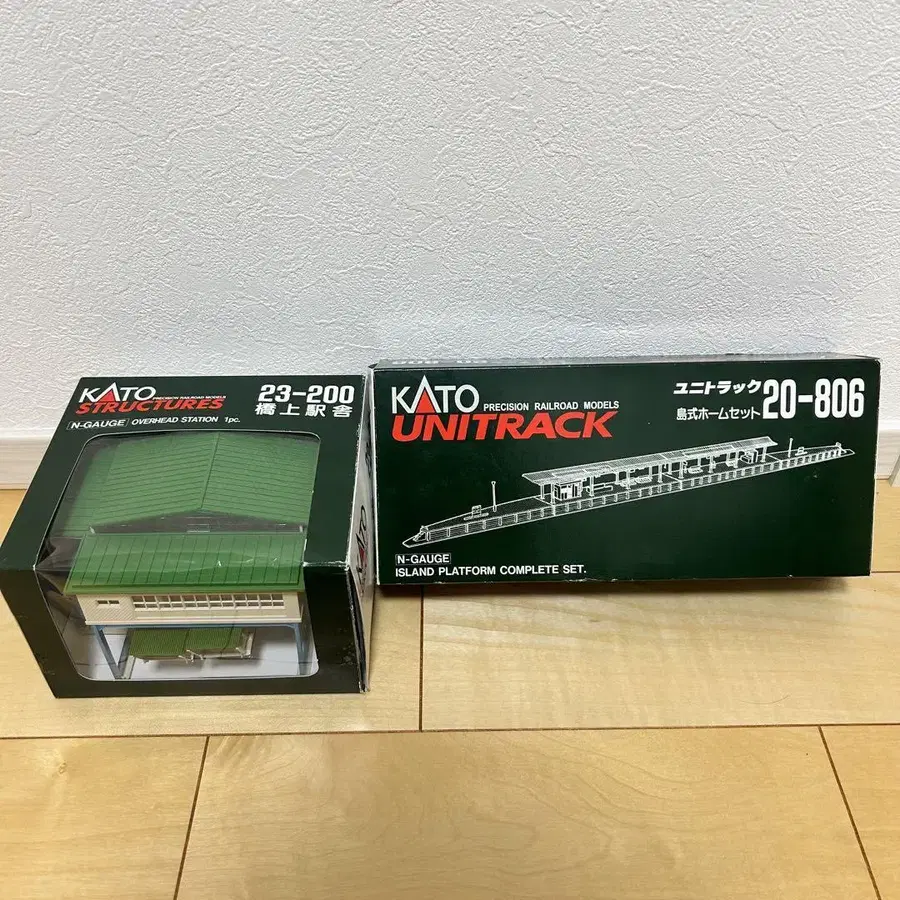 KATO
PRECISION RAILROAD MODELS
STRUCTURES
23-200
橋上駅舎
N-GAUGE OVERHEAD STATION 1pc.
KATO
KATO
PRECISION RAILROAD MODELS
UNITRACK
ユニトラック
島式ホームセット 20-806
N-GAUGE
ISLAND PLATFORM COMPLETE SET.